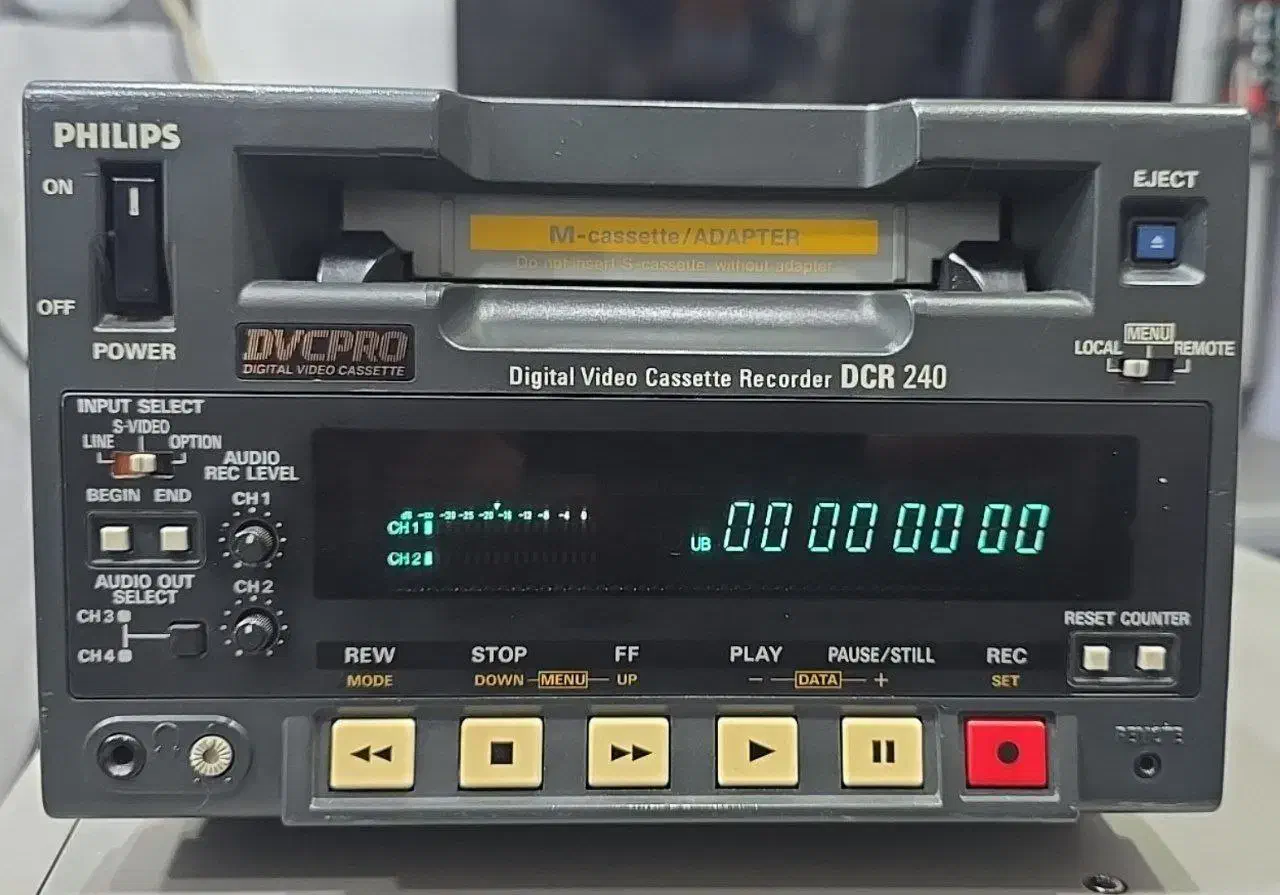 PHILIPS
ON
OFF
POWER
M-cassette/ADAPTER
Do not insert S-cassette without adapter
EJECT
DVCPRO
DIGITAL VIDEO CASSETTE
Digital Video Cassette Recorder DCR 240
MENU
LOCAL REMOTE
INPUT SELECT
S-VIDEO
LINE OPTION
BEGIN END
AUDIO OUT
SELECT
CH3
CH4
AUDIO
REC LEVEL
CH1
CH2
CH1
CH2
UB 00 00 00 00
RESET COUNTER
REW STOP FF PLAY PAUSE/STILL REC
MODE DOWN MENU UP - DATA + SET
REMOTE